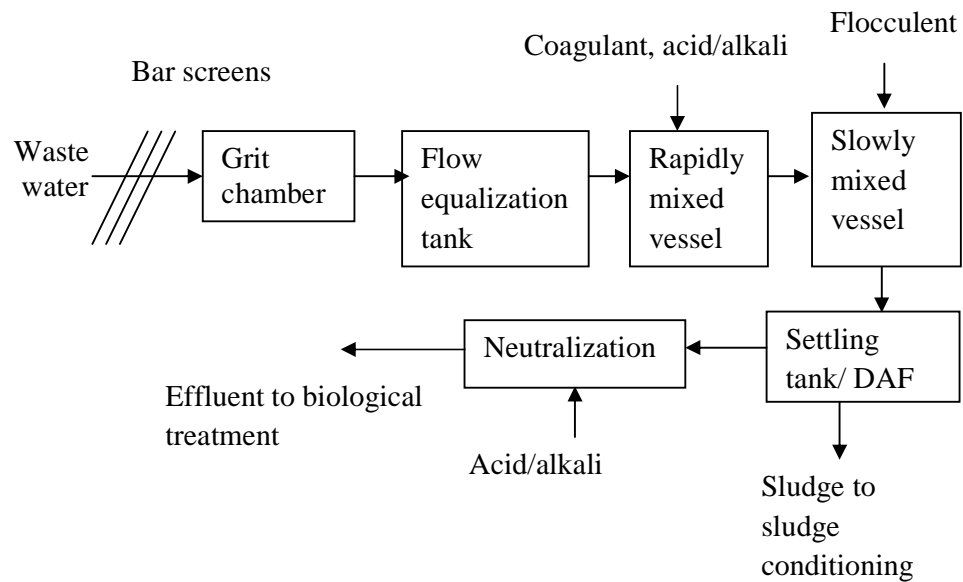 Flocculent
Coagulant, acid/alkali
Bar screens
Waste
water
Grit
chamber
Flow
equalization
tank
Rapidly
mixed
vessel
Slowly
mixed
vessel
Settling
tank/ DAF
Neutralization
Effluent to biological
treatment
Acid/alkali
Sludge to
sludge
conditioning